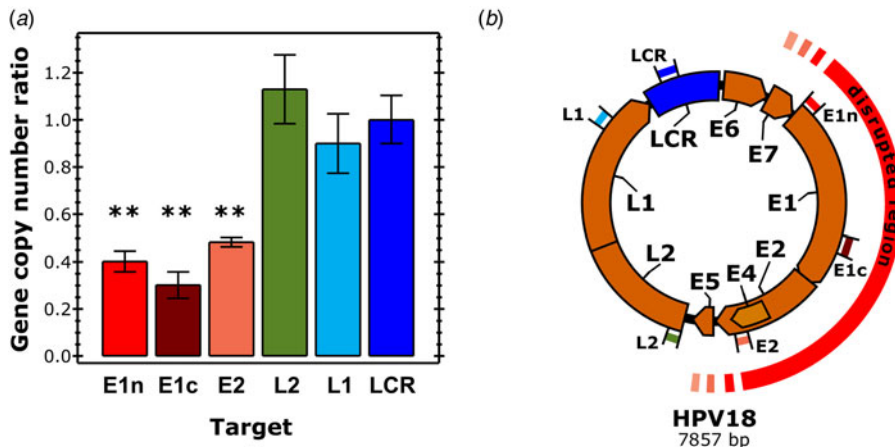 (a)
Gene copy number ratio
1.2
1.0
0.8
0.6
0.4
0.2
0.0
** ** **
E1n E1c E2 L2 L1 LCR
Target
(b)
disrupted region
LCR
E1n
L1
LCR
E6
E7
L1
E1
L2
E5
E4
E2
E1c
L2
E2
HPV18
7857 bp